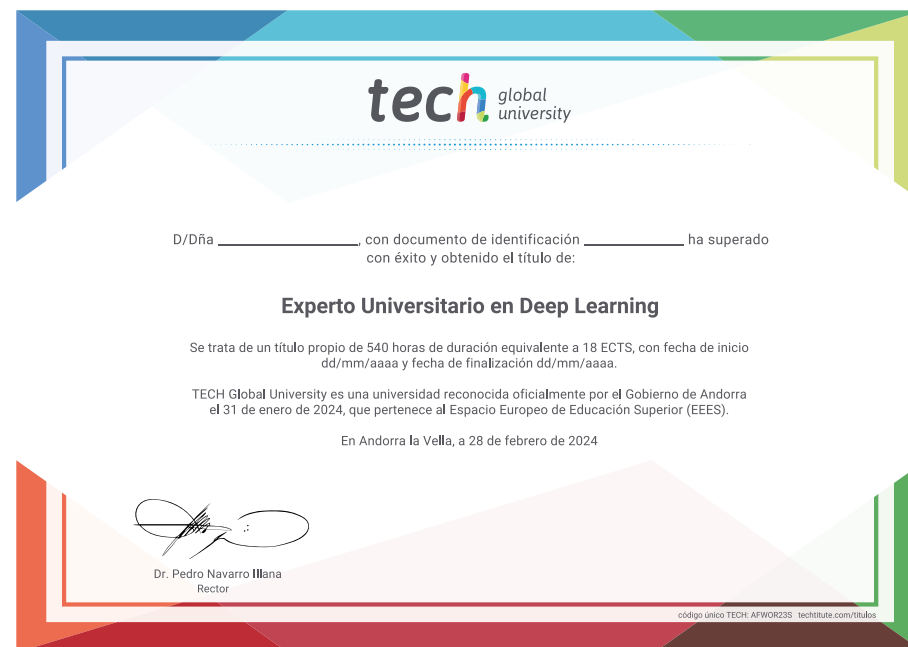 tech global university
D/Dña ____________, con documento de identificación ____________ ha superado
con éxito y obtenido el título de:
Experto Universitario en Deep Learning
Se trata de un título propio de 540 horas de duración equivalente a 18 ECTS, con fecha de inicio
dd/mm/aaaa y fecha de finalización dd/mm/aaaa.
TECH Global University es una universidad reconocida oficialmente por el Gobierno de Andorra
el 31 de enero de 2024, que pertenece al Espacio Europeo de Educación Superior (EEES).
En Andorra la Vella, a 28 de febrero de 2024
Dr. Pedro Navarro Illana
Rector
código único TECH: AFWOR23S techtitute.com/titulos